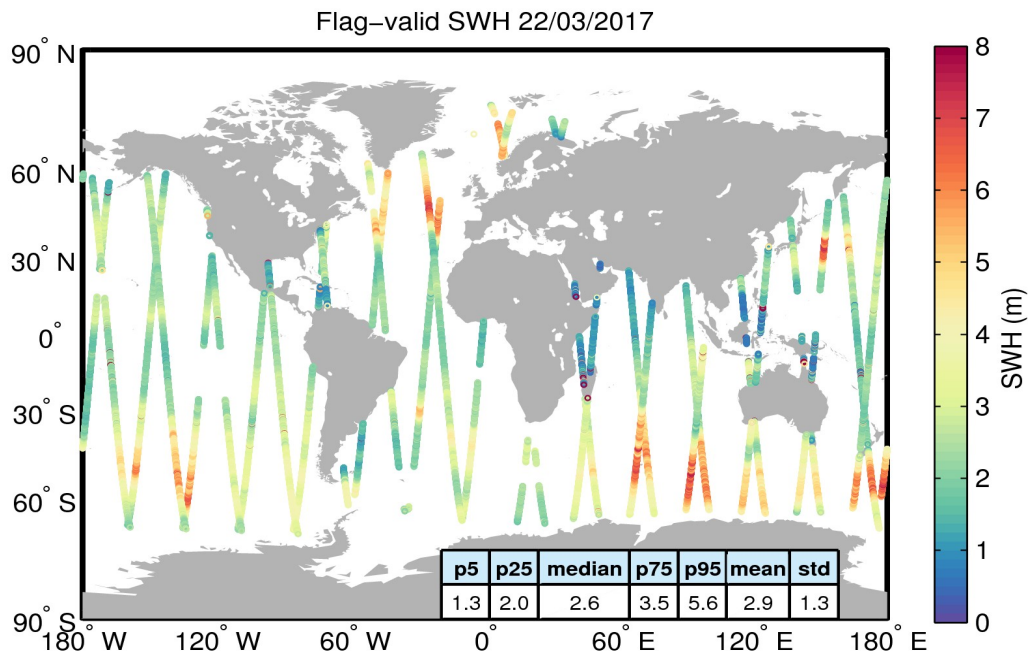 Flag−valid SWH 22/03/2017
90° N
60° N
30° N
0°
30° S
60° S
90° S
180° W
120° W
60° W
0°
60° E
120° E
180° E
p5 p25 median p75 p95 mean std
1.3 2.0 2.6 3.5 5.6 2.9 1.3
8
7
6
5
4
3
2
1
0
SWH (m)